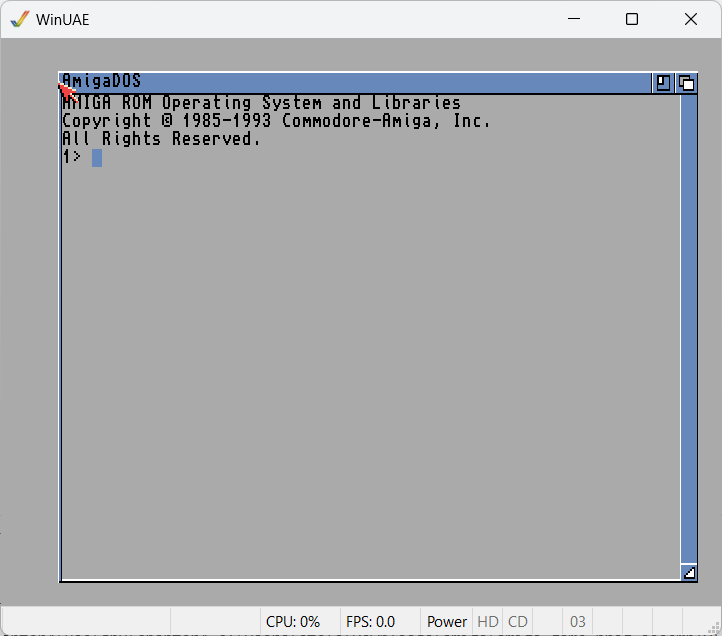 WinUAE
AmigaDOS
AMIGA ROM Operating System and Libraries
Copyright © 1985-1993 Commodore-Amiga, Inc.
All Rights Reserved.
1>
CPU: 0% FPS: 0.0 Power HD CD 03